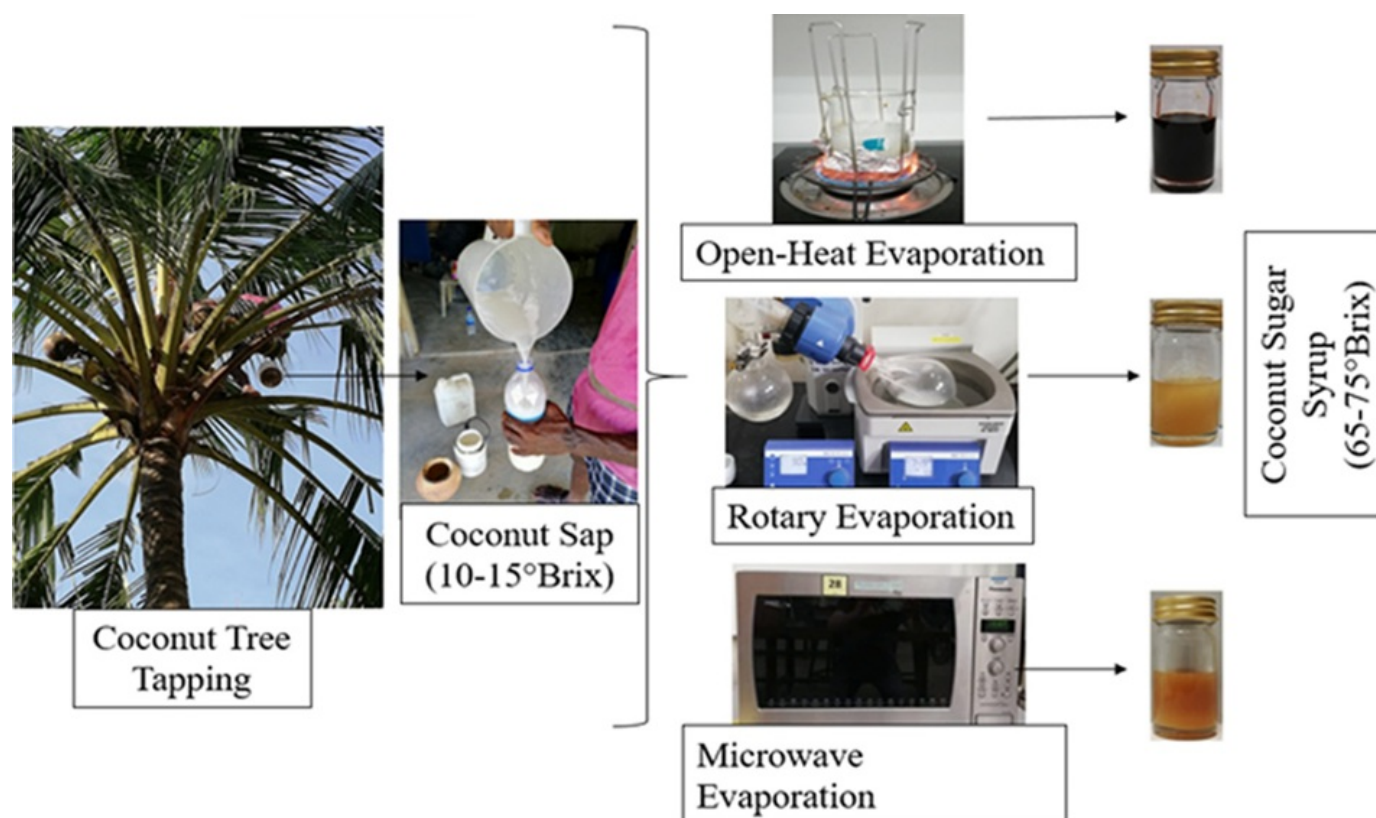 Coconut Tree
Tapping
Coconut Sap
(10-15°Brix)
Open-Heat Evaporation
Rotary Evaporation
28
Panasonic
Microwave
Evaporation
Coconut Sugar
Syrup
(65-75°Brix)